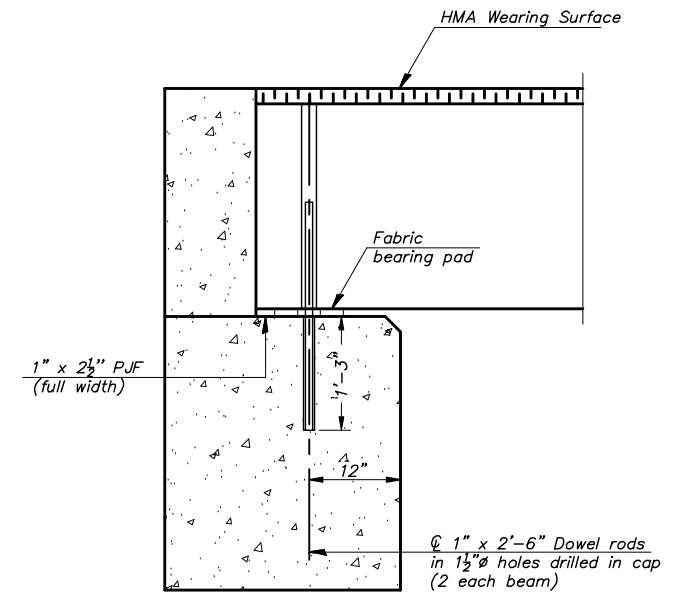 HMA Wearing Surface
Fabric
bearing pad
1" x 2½" PJF
(full width)
1'-3"
12"
℄ 1" x 2'-6" Dowel rods
in 1½"ø holes drilled in cap
(2 each beam)